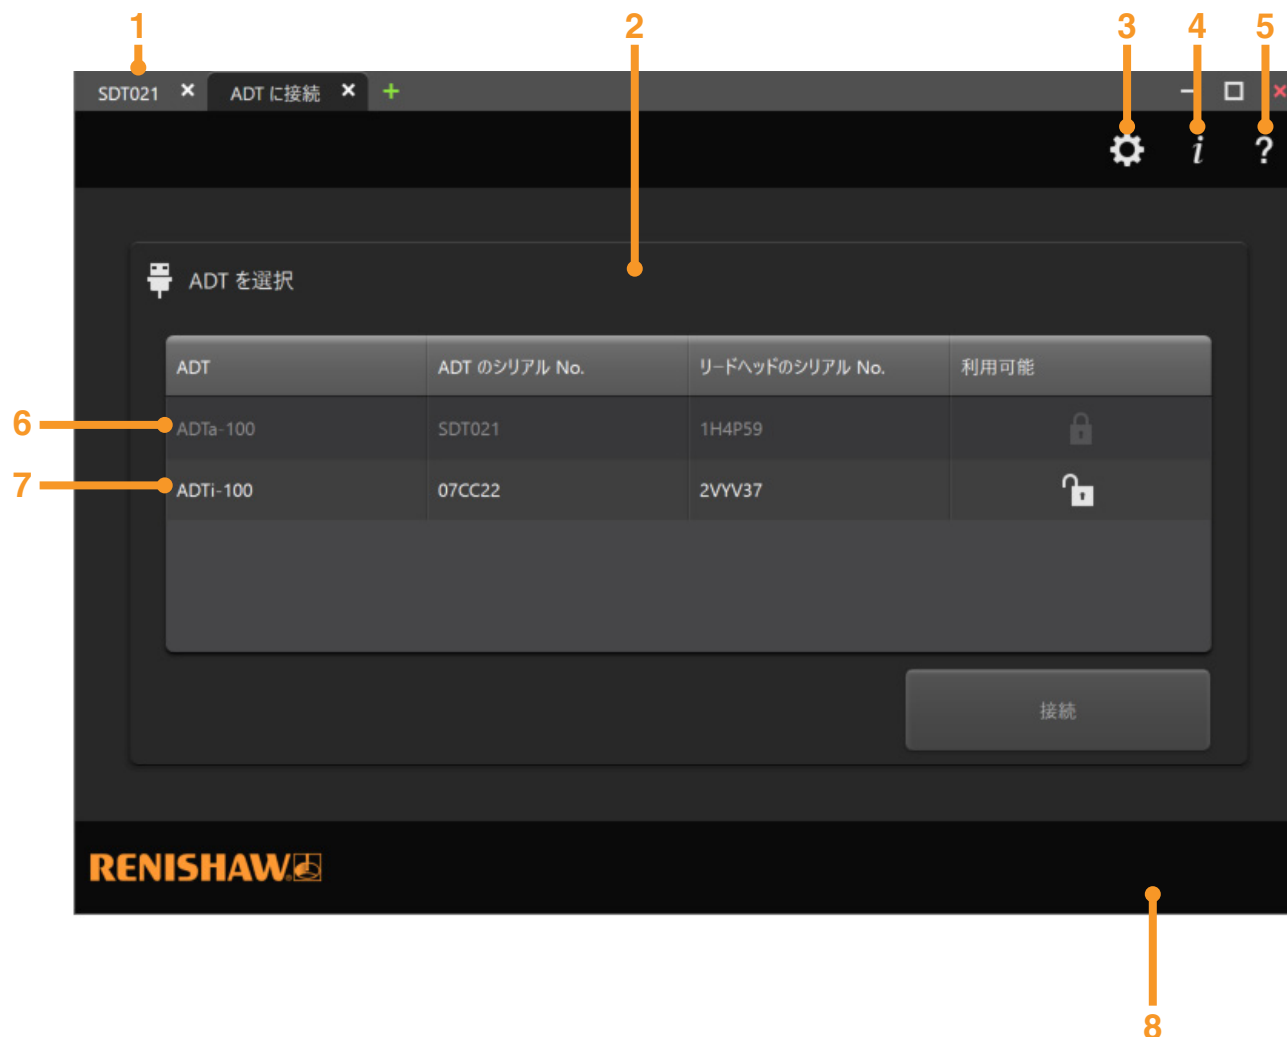 1 2 3 4 5
SDT021 × ADT に接続 × +
i ?
ADT を選択
ADT ADT のシリアル No. リードヘッドのシリアル No. 利用可能
6 ADTa-100 SDT021 1H4P59
7 ADTi-100 07CC22 2VYV37
接続
RENISHAW.
8